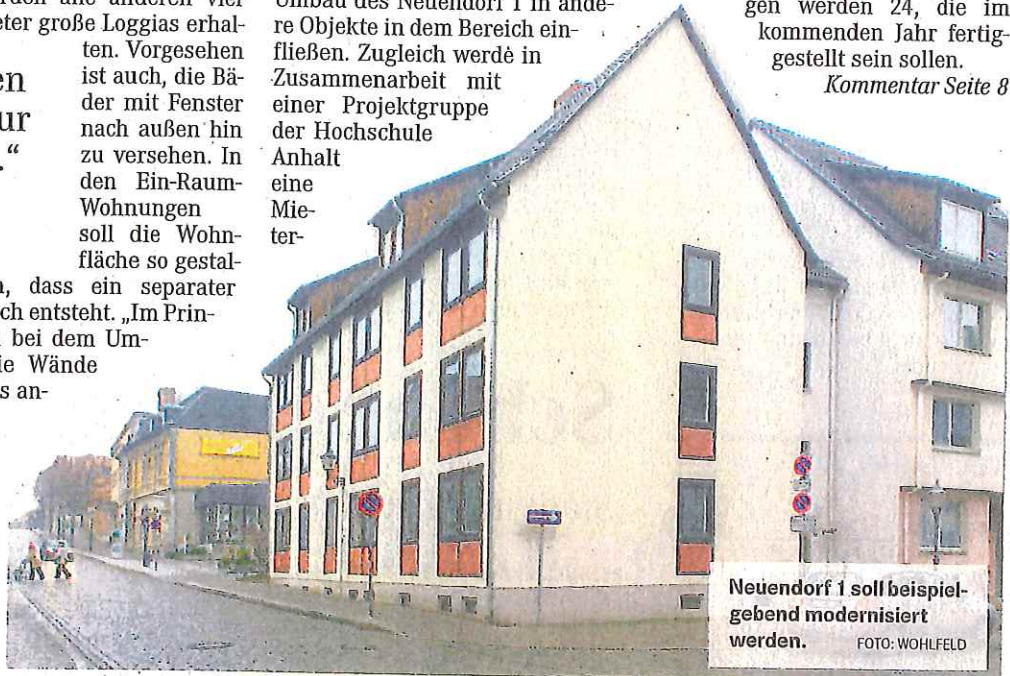 alle anderen vier
große Loggias erhal-
ten. Vorgesehen
ist auch, die Bä-
der mit Fenster
nach außen hin
zu versehen. In
den Ein-Raum-
Wohnungen
soll die Wohn-
fläche so gestal-
dass ein separater
entsteht. „Im Prin-
bei dem Um-
Wände
an-
“
Umbau des Neuendorf 1 in ande-
re Objekte in dem Bereich ein-
fließen. Zugleich werde in
Zusammenarbeit mit
einer Projektgruppe
der Hochschule
Anhalt
eine
Mie-
ter-
gen werden 24, die im
kommenden Jahr fertig-
gestellt sein sollen.
Kommentar Seite 8
Neuendorf 1 soll beispiel-
gebend modernisiert
werden. FOTO: WOHLFELD